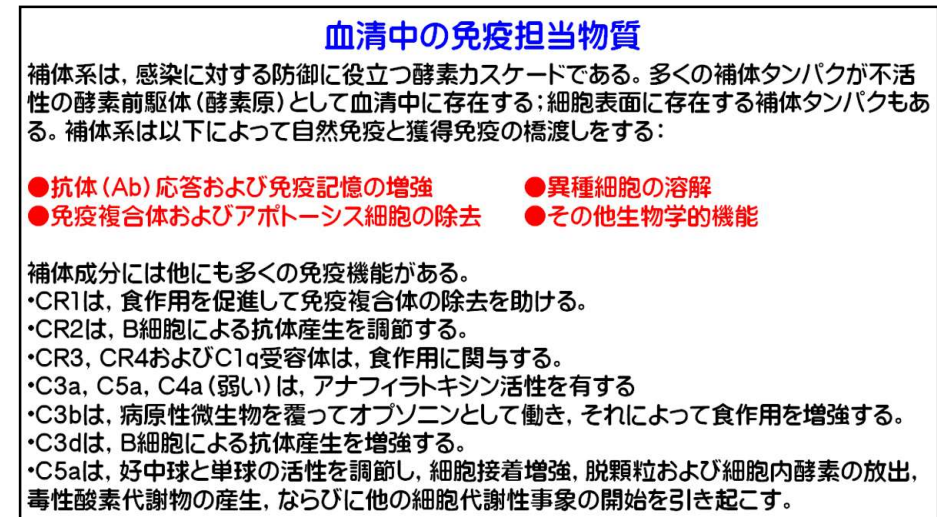 血清中の免疫担当物質
補体系は，感染に対する防御に役立つ酵素カスケードである。多くの補体タンパクが不活
性の酵素前駆体（酵素原）として血清中に存在する；細胞表面に存在する補体タンパクもあ
る。補体系は以下によって自然免疫と獲得免疫の橋渡しをする：
●抗体（Ab）応答および免疫記憶の増強 ●異種細胞の溶解
●免疫複合体およびアポトーシス細胞の除去 ●その他生物学的機能
補体成分には他にも多くの免疫機能がある。
・CR1は，食作用を促進して免疫複合体の除去を助ける。
・CR2は，B細胞による抗体産生を調節する。
・CR3，CR4およびC1q受容体は，食作用に関与する。
・C3a，C5a，C4a（弱い）は，アナフィラトキシン活性を有する
・C3bは，病原性微生物を覆ってオプソニンとして働き，それによって食作用を増強する。
・C3dは，B細胞による抗体産生を増強する。
・C5aは，好中球と単球の活性を調節し，細胞接着増強，脱顆粒および細胞内酵素の放出，
毒性酸素代謝物の産生，ならびに他の細胞代謝性事象の開始を引き起こす。